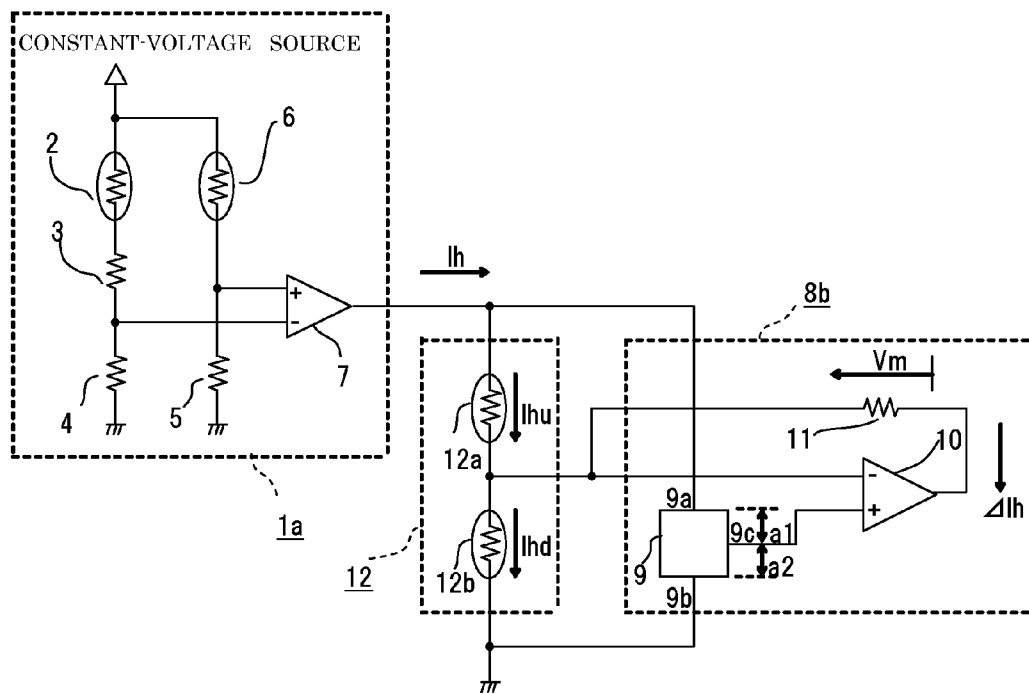 CONSTANT-VOLTAGE SOURCE
2
6
3
Ih
+
-
7
8b
Vm
4
5
11
10
Ihu
12a
-
+
ΔIh
9a
9c
a1
1a
Ihd
9
a2
12
12b
9b